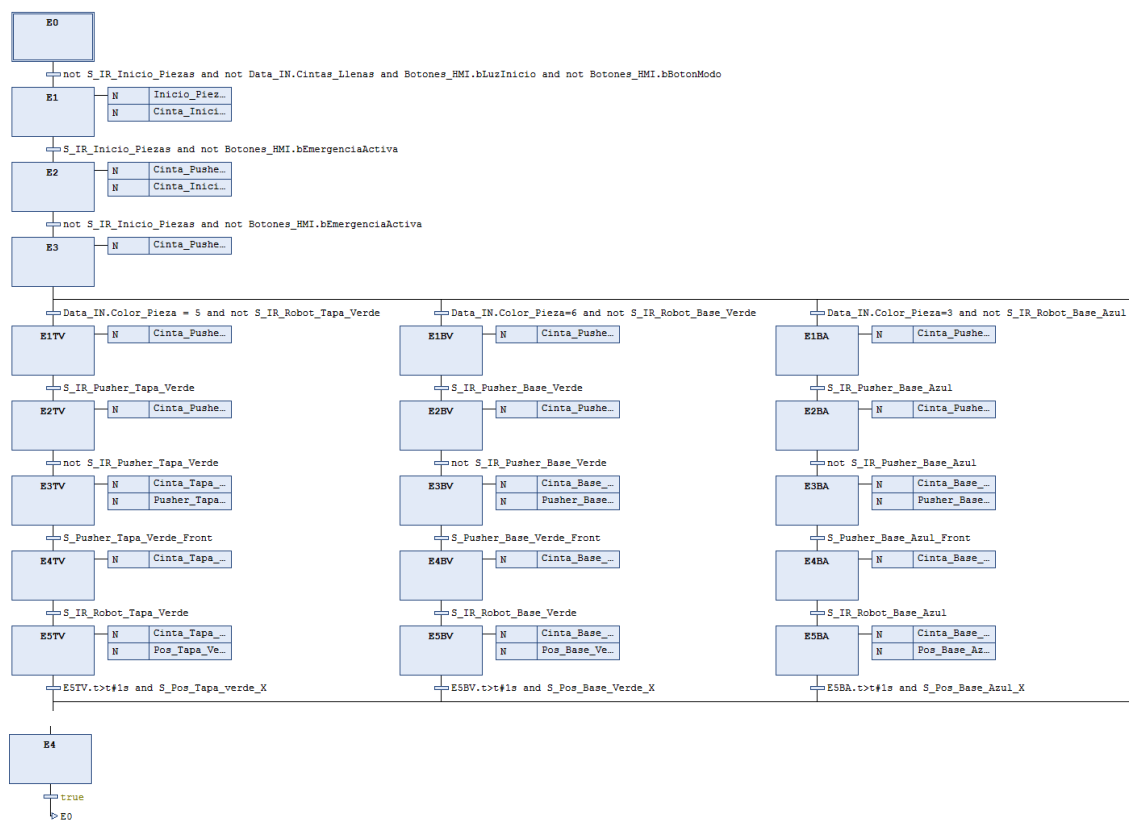 E0
not S_IR_Inicio_Piezas and not Data_IN.Cintas_Llenas and Botones_HMI.bLuzInicio and not Botones_HMI.bBotonModo
E1 N Inicio_Piez…
N Cinta_Inici…
S_IR_Inicio_Piezas and not Botones_HMI.bEmergenciaActiva
E2 N Cinta_Pushe…
N Cinta_Inici…
not S_IR_Inicio_Piezas and not Botones_HMI.bEmergenciaActiva
E3 N Cinta_Pushe…
Data_IN.Color_Pieza = 5 and not S_IR_Robot_Tapa_Verde Data_IN.Color_Pieza=6 and not S_IR_Robot_Base_Verde Data_IN.Color_Pieza=3 and not S_IR_Robot_Base_Azul
E1TV N Cinta_Pushe… E1BV N Cinta_Pushe… E1BA N Cinta_Pushe…
S_IR_Pusher_Tapa_Verde S_IR_Pusher_Base_Verde S_IR_Pusher_Base_Azul
E2TV N Cinta_Pushe… E2BV N Cinta_Pushe… E2BA N Cinta_Pushe…
not S_IR_Pusher_Tapa_Verde not S_IR_Pusher_Base_Verde not S_IR_Pusher_Base_Azul
E3TV N Cinta_Tapa_… E3BV N Cinta_Base_… E3BA N Cinta_Base_…
N Pusher_Tapa… N Pusher_Base… N Pusher_Base…
S_Pusher_Tapa_Verde_Front S_Pusher_Base_Verde_Front S_Pusher_Base_Azul_Front
E4TV N Cinta_Tapa_… E4BV N Cinta_Base_… E4BA N Cinta_Base_…
S_IR_Robot_Tapa_Verde S_IR_Robot_Base_Verde S_IR_Robot_Base_Azul
E5TV N Cinta_Tapa_… E5BV N Cinta_Base_… E5BA N Cinta_Base_…
N Pos_Tapa_Ve… N Pos_Base_Ve… N Pos_Base_Az…
E5TV.t>t#1s and S_Pos_Tapa_verde_X E5BV.t>t#1s and S_Pos_Base_Verde_X E5BA.t>t#1s and S_Pos_Base_Azul_X
E4
true
E0